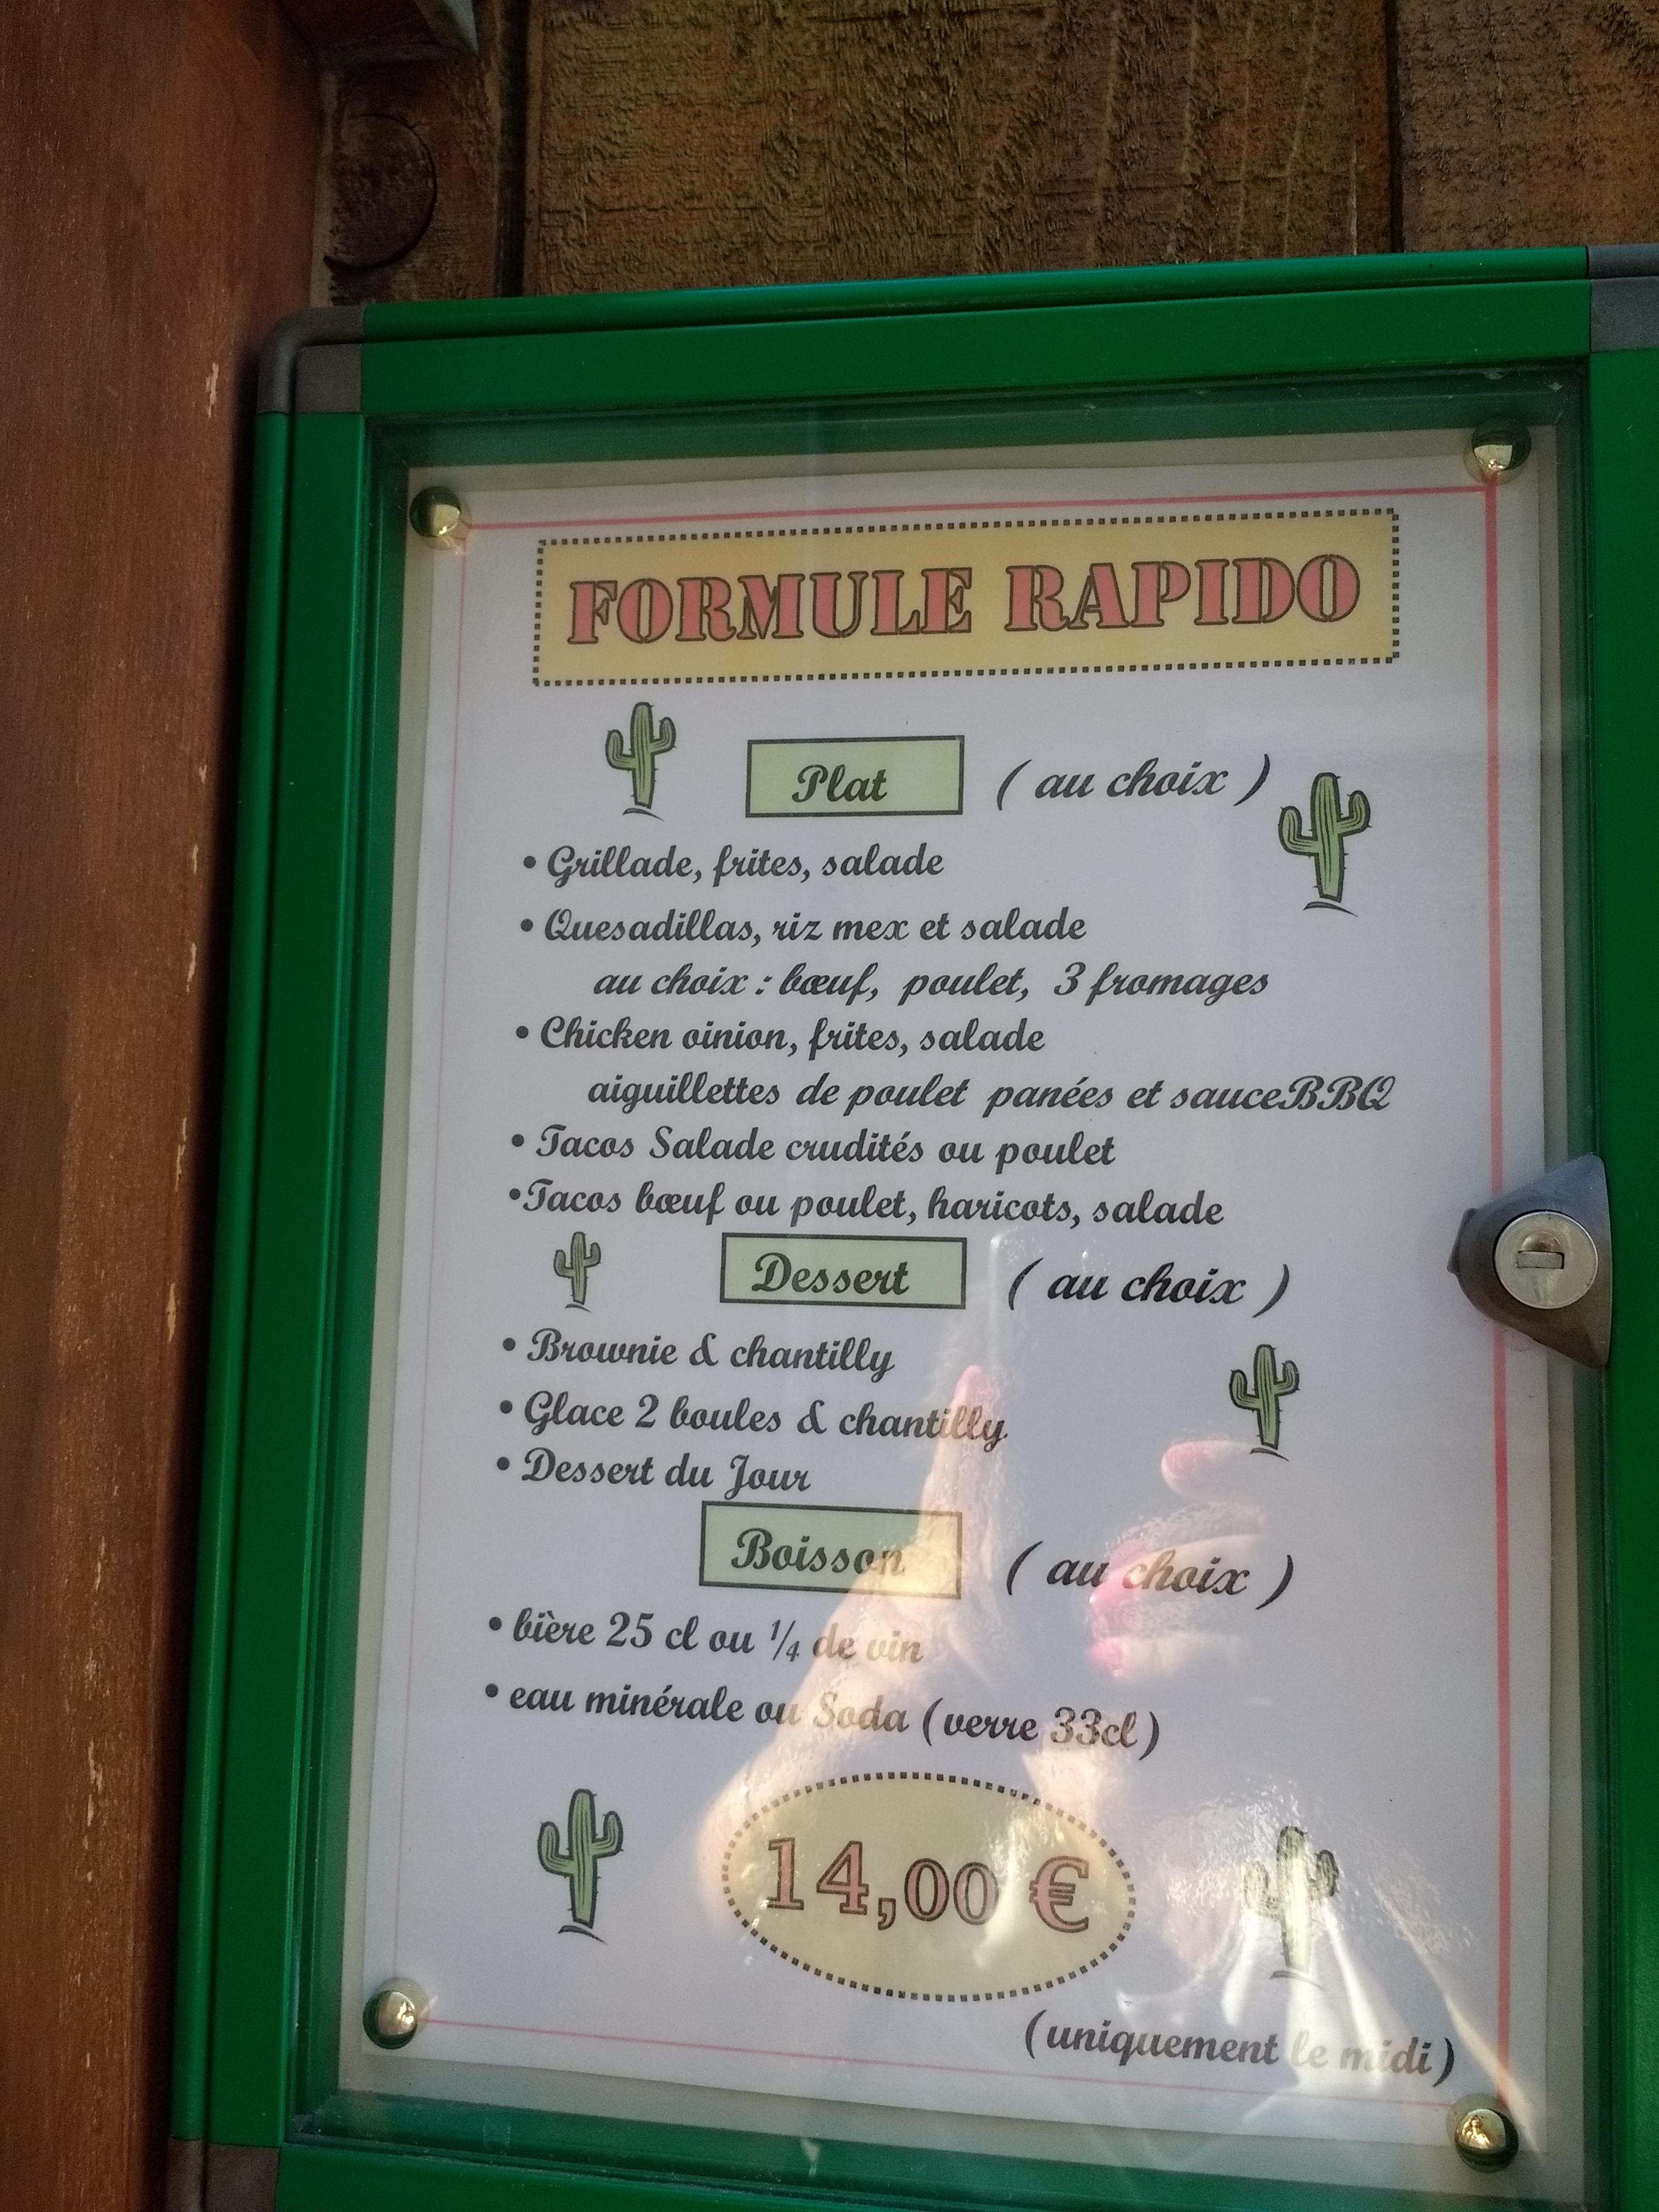 FORMULE RAPIDO
Plat ( au choix )
• Grillade, frites, salade
• Quesadillas, riz mex et salade
au choix : bœuf, poulet, 3 fromages
• Chicken oinion, frites, salade
aiguillettes de poulet panées et sauceBBQ
• Tacos Salade crudités ou poulet
•Tacos bœuf ou poulet, haricots, salade
Dessert ( au choix )
• Brownie & chantilly
• Glace 2 boules & chantilly
• Dessert du Jour
Boisson ( au choix )
• bière 25 cl ou 1/4 de vin
• eau minérale ou Soda (verre 33cl)
14,00 €
(uniquement le midi)